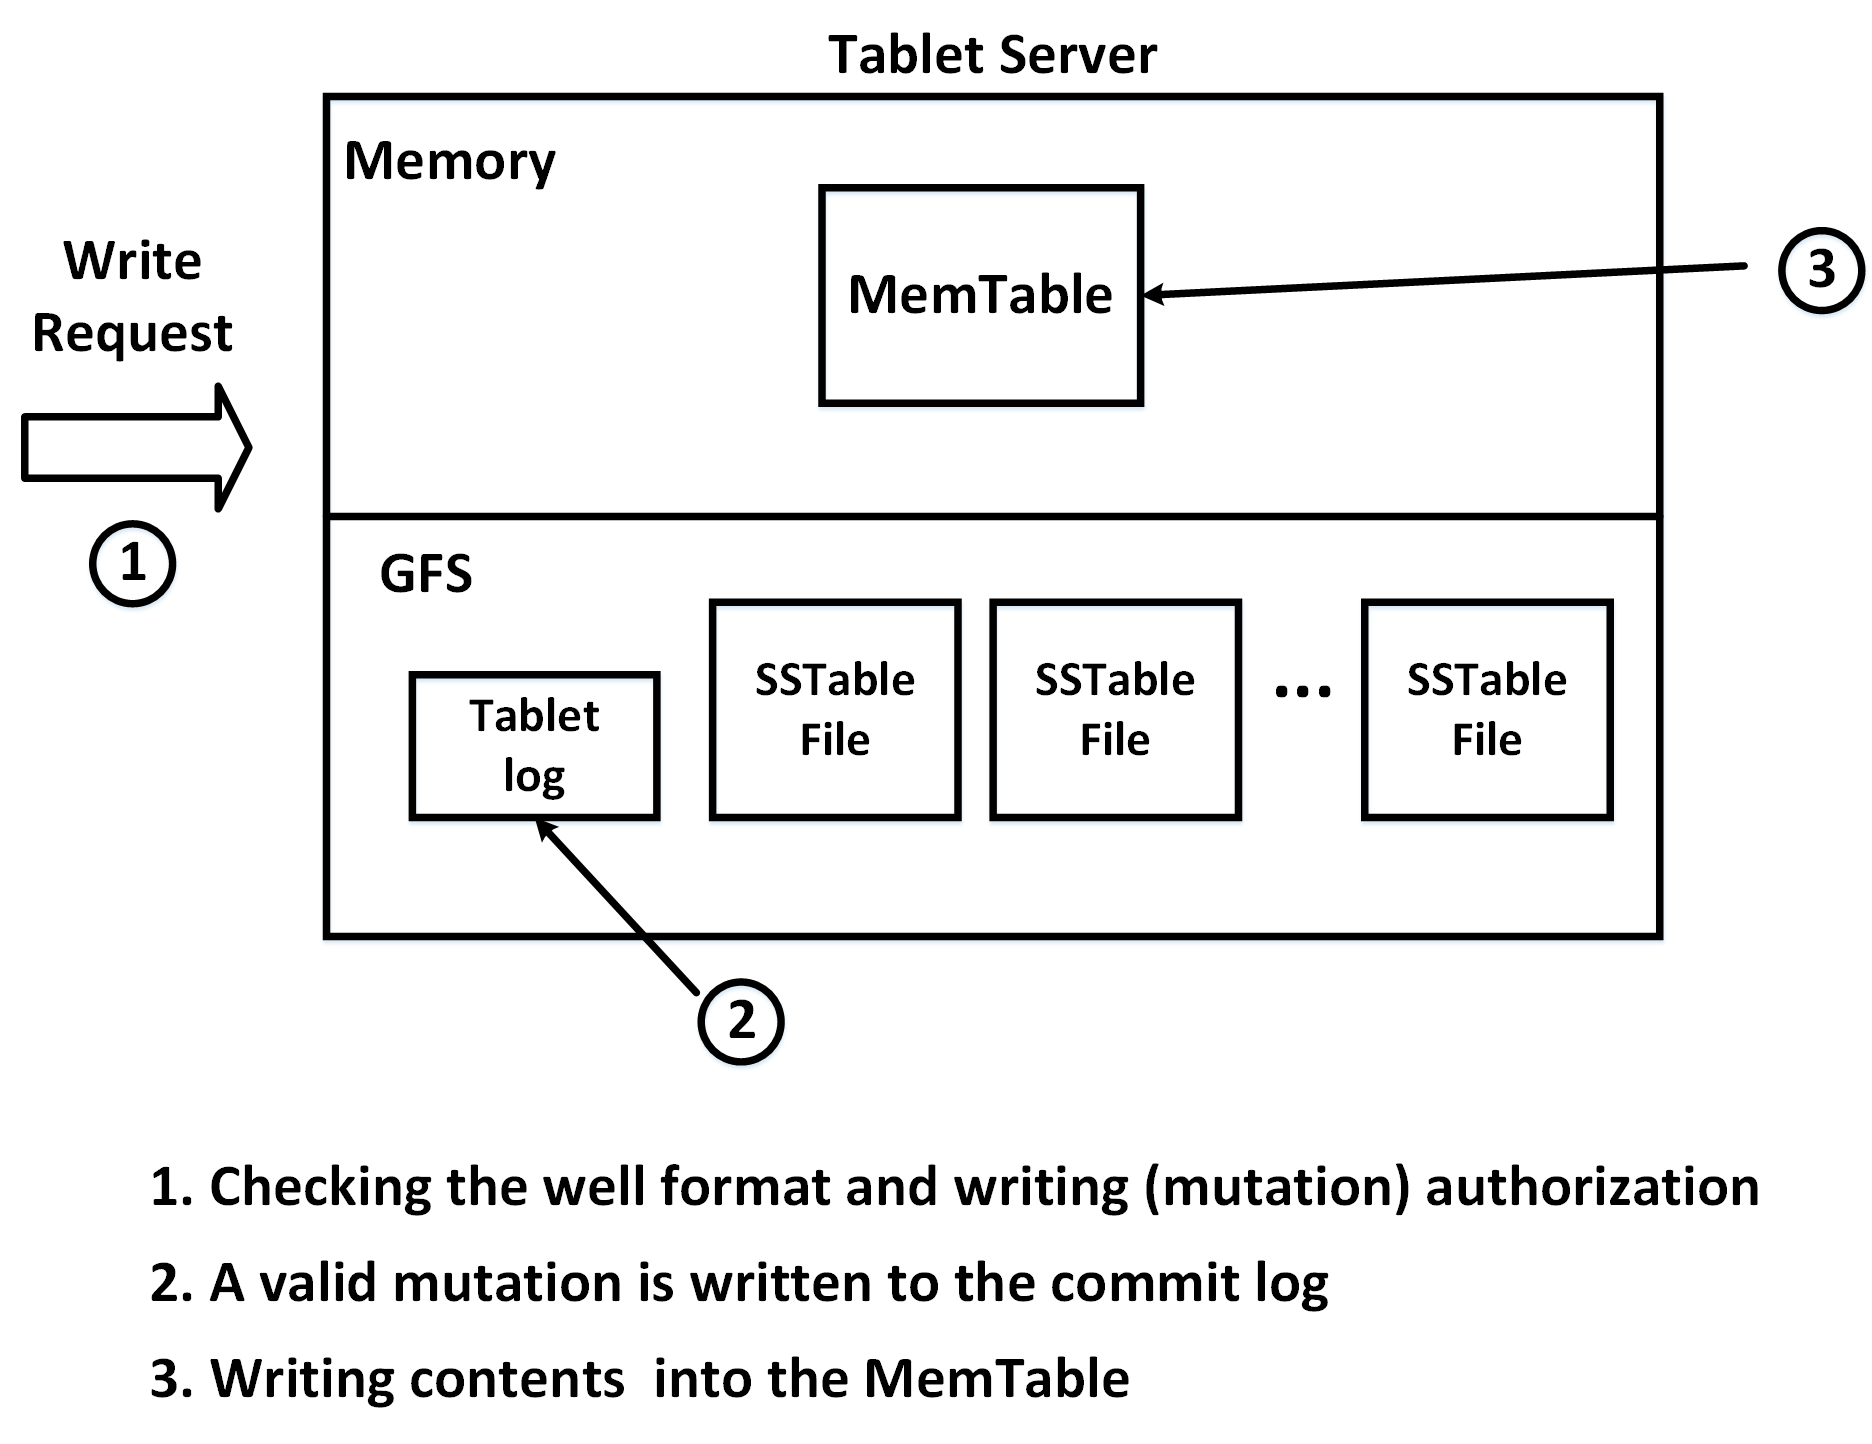 Tablet Server
Memory
Write
Request
MemTable
3
1
GFS
Tablet
log
SSTable
File
SSTable
File
...
SSTable
File
2
1. Checking the well format and writing (mutation) authorization
2. A valid mutation is written to the commit log
3. Writing contents  into the MemTable